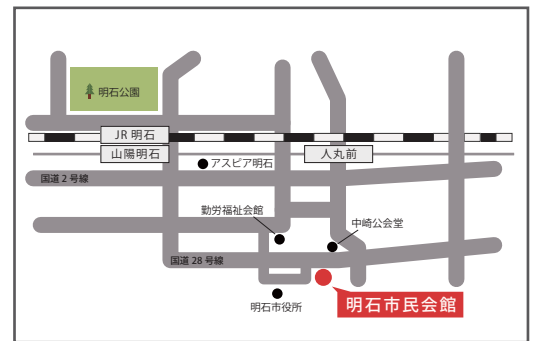 明石公園
JR 明石
山陽明石
人丸前
アスピア明石
国道 2 号線
勤労福祉会館
中崎公会堂
国道 28 号線
明石市役所
明石市民会館